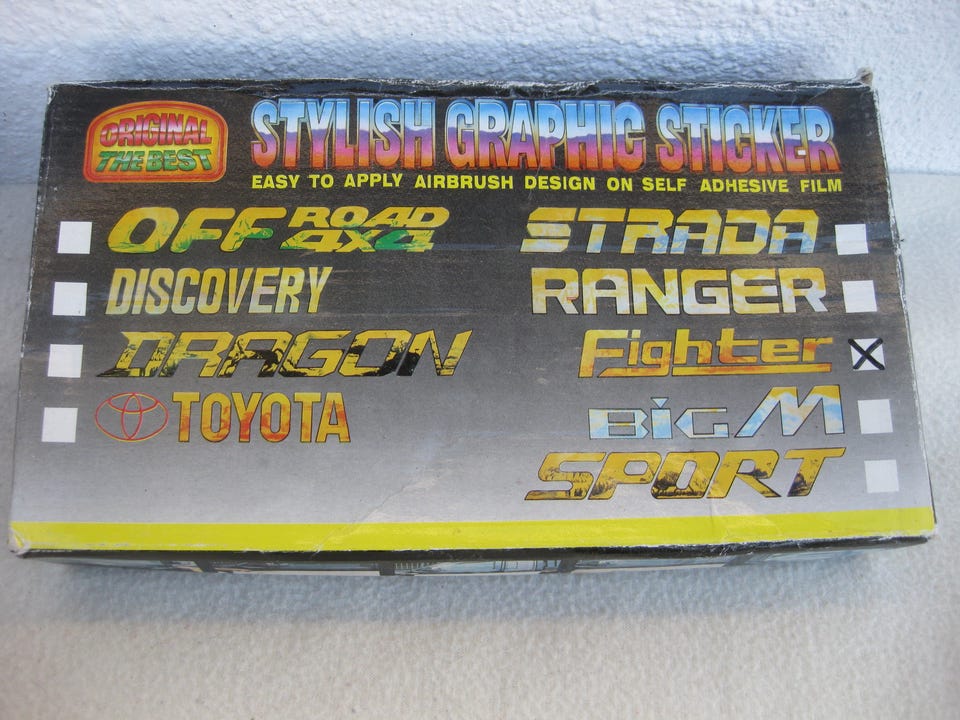 ORIGINAL
THE BEST
STYLISH GRAPHIC STICKER
EASY TO APPLY AIRBRUSH DESIGN ON SELF ADHESIVE FILM
OFF ROAD 4x4
DISCOVERY
DRAGON
TOYOTA
STRADA
RANGER
Fighter
BiG M
SPORT